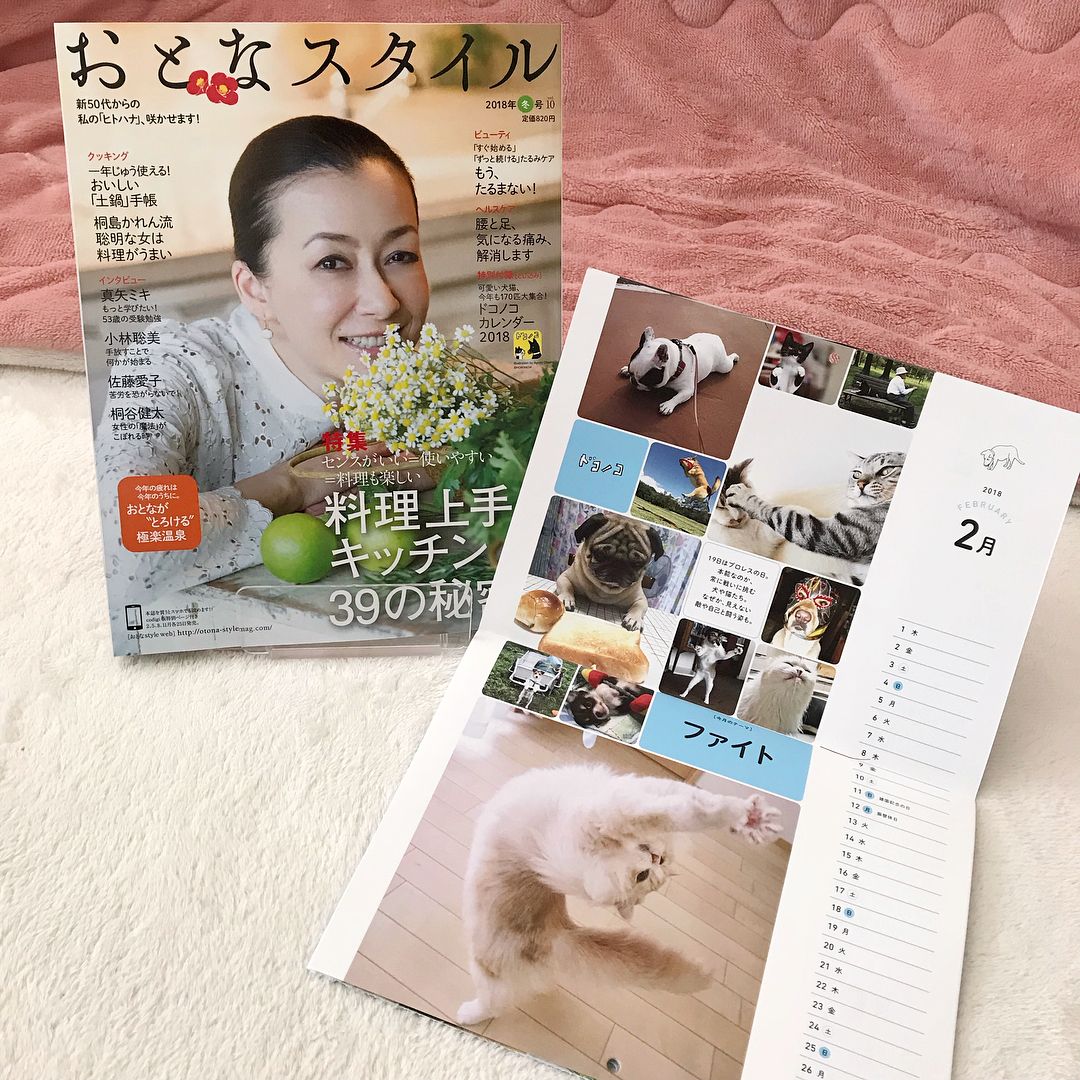 おとなスタイル
新50代からの
私の「ヒトハナ」、咲かせます!
2018年 冬 号 vol.10
定価820円
クッキング
一年じゅう使える!
おいしい
「土鍋」手帳
桐島かれん流
聡明な女は
料理がうまい
インタビュー
真矢ミキ
もっと学びたい!
53歳の受験勉強
小林聡美
手放すことで
何かが始まる
佐藤愛子
苦労を恐がらないで
桐谷健太
女性の「魔法」が
こぼれる時
今年の疲れは
今年のうちに。
おとなが
“とろける”
極楽温泉
ビューティ
「すぐ始める」
「ずっと続ける」たるみケア
もう、
たるまない!
ヘルスケア
腰と足、
気になる痛み、
解消します
特別付録
可愛い犬猫、
今年も170匹大集合!
ドコノコ
カレンダー
2018
ドコノコ
特集
センスがいい=使いやすい
=料理も楽しい
料理上手
キッチン
39の秘
[おとなstyle web] http://otona-style-mag.com/
ドコノコ
19日はプロレスの日。
本能なのか、
常に戦いに挑む
犬や猫たち。
なぜか、見えない
敵や自己と闘う姿も。
[今月のテーマ]
ファイト
2018
FEBRUARY
2月
1 木
2 金
3 土
4 日
5 月
6 火
7 水
8 木
9 金
10 土
11 日 建国記念の日
12 月 振替休日
13 火
14 水
15 木
16 金
17 土
18 日
19 月
20 火
21 水
22 木
23 金
24 土
25 日
26 月